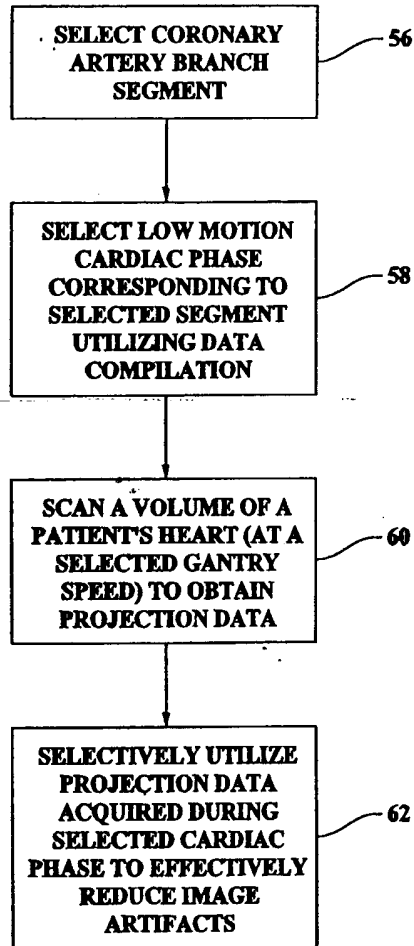 SELECT CORONARY
ARTERY BRANCH
SEGMENT
56
SELECT LOW MOTION
CARDIAC PHASE
CORRESPONDING TO
SELECTED SEGMENT
UTILIZING DATA
COMPILATION
58
SCAN A VOLUME OF A
PATIENT'S HEART (AT A
SELECTED GANTRY
SPEED) TO OBTAIN
PROJECTION DATA
60
SELECTIVELY UTILIZE
PROJECTION DATA
ACQUIRED DURING
SELECTED CARDIAC
PHASE TO EFFECTIVELY
REDUCE IMAGE
ARTIFACTS
62